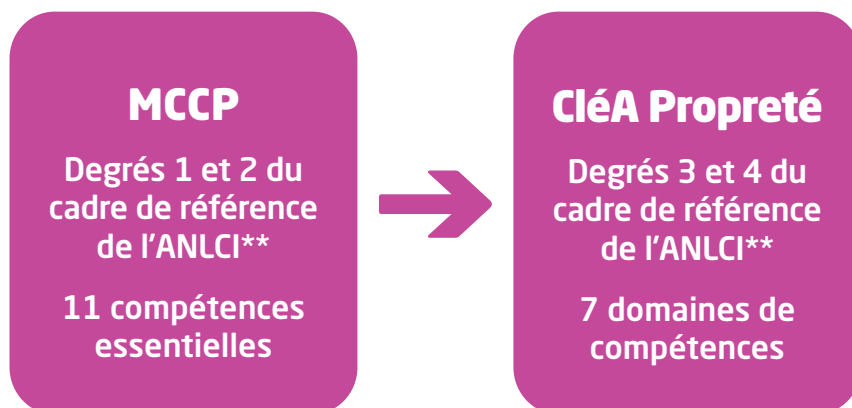 MCCP
Degrés 1 et 2 du
cadre de référence
de l'ANLCI**
11 compétences
essentielles
CléA Propreté
Degrés 3 et 4 du
cadre de référence
de l'ANLCI**
7 domaines de
compétences